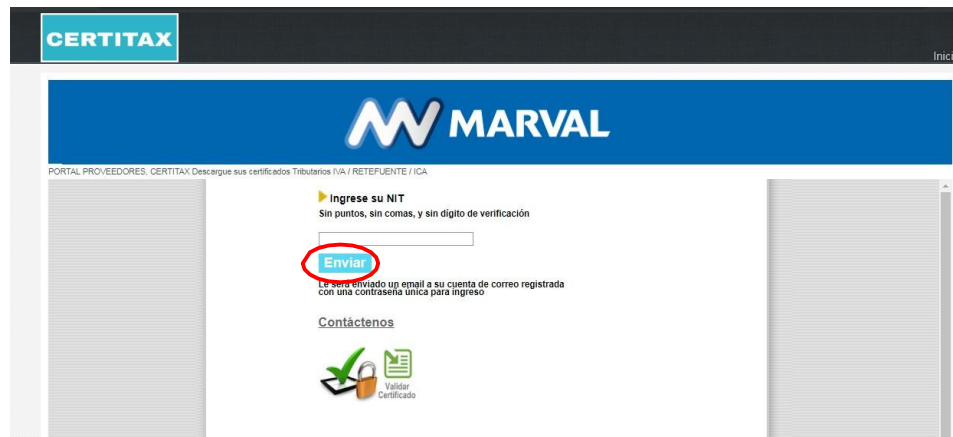 CERTITAX
Inici
MARVAL
PORTAL PROVEEDORES, CERTITAX Descargue sus certificados Tributarios IVA / RETEFUENTE / ICA
Ingrese su NIT
Sin puntos, sin comas, y sin dígito de verificación
Enviar
Le será enviado un email a su cuenta de correo registrada
con una contraseña única para ingreso
Contáctenos
Validar
Certificado